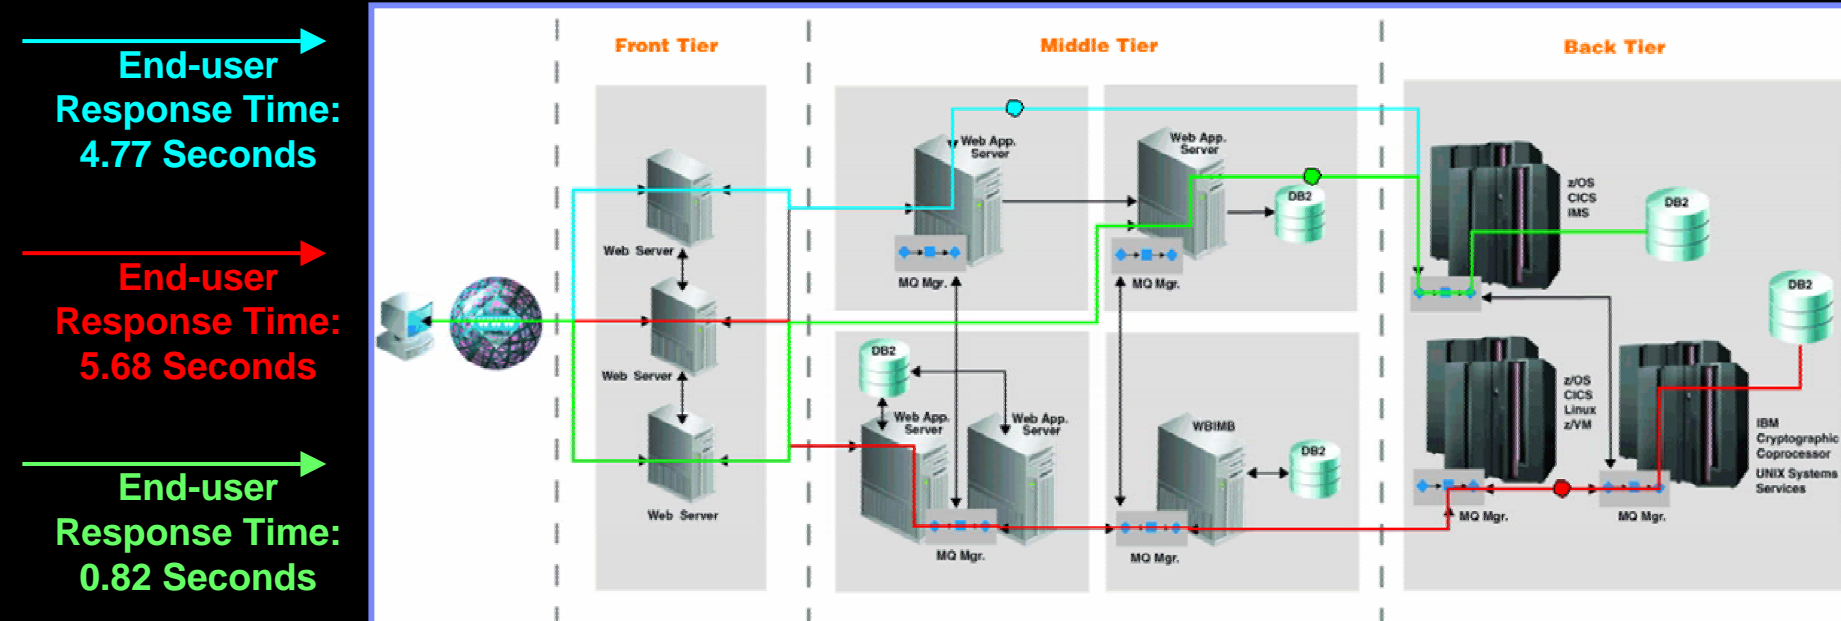 End-user
Response Time:
4.77 Seconds
End-user
Response Time:
5.68 Seconds
End-user
Response Time:
0.82 Seconds
Front Tier
Middle Tier
Back Tier
Web Server
Web Server
Web Server
Web App.
Server
MQ Mgr.
Web App.
Server
DB2
MQ Mgr.
DB2
Web App.
Server
Web App.
Server
MQ Mgr.
WBIMB
DB2
MQ Mgr.
z/OS
CICS
IMS
DB2
DB2
z/OS
CICS
Linux
z/VM
MQ Mgr.
IBM
Cryptographic
Coprocessor
UNIX Systems
Services
MQ Mgr.